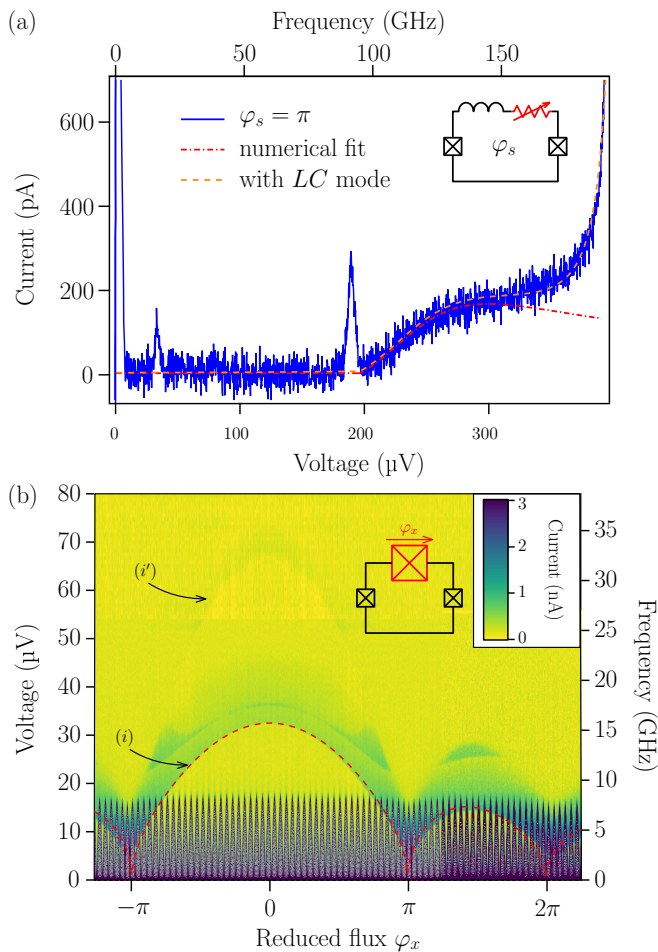 (a)
Frequency (GHz)
0 50 100 150
Current (pA)
600
400
200
0
φs = π
numerical fit
with LC mode
φs
0 100 200 300
Voltage (µV)
(b)
Voltage (µV)
80
70
60
50
40
30
20
10
0
(i')
(i)
φx
3
2
1
0
Current (nA)
35
30
25
20
15
10
5
0
Frequency (GHz)
−π 0 π 2π
Reduced flux φx